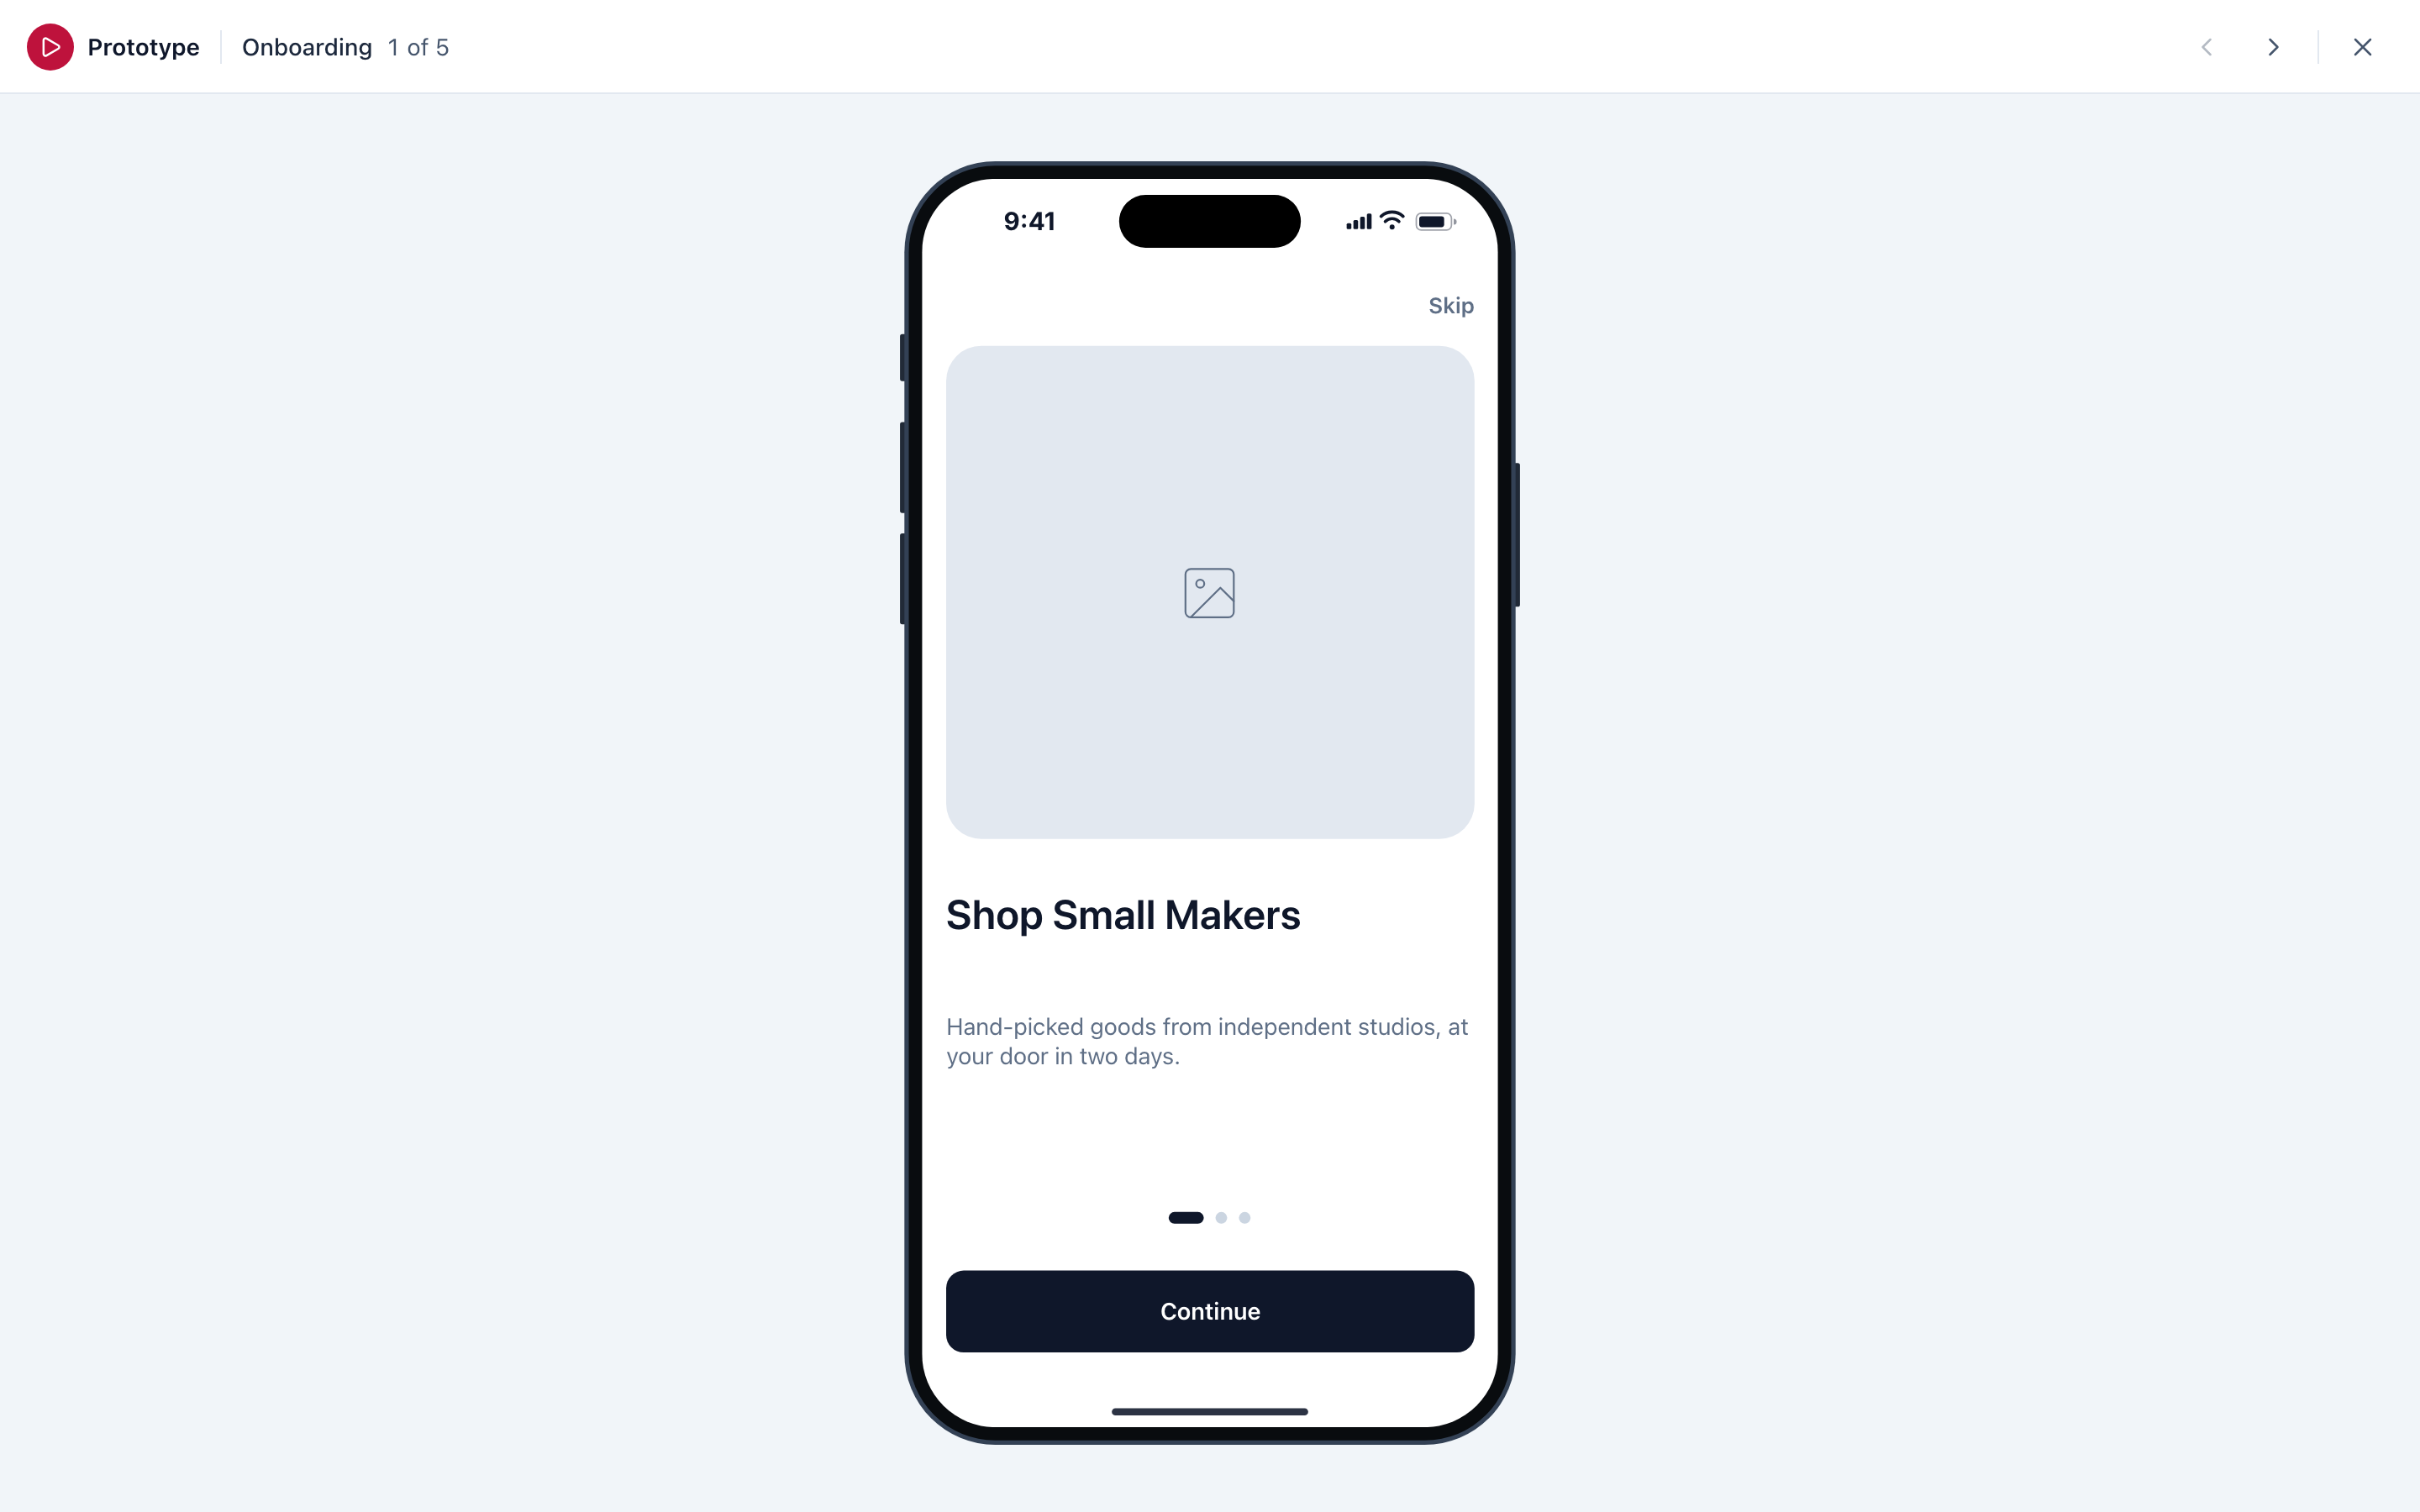 Prototype
Onboarding 1 of 5
9:41
Skip
Shop Small Makers
Hand-picked goods from independent studios, at
your door in two days.
Continue